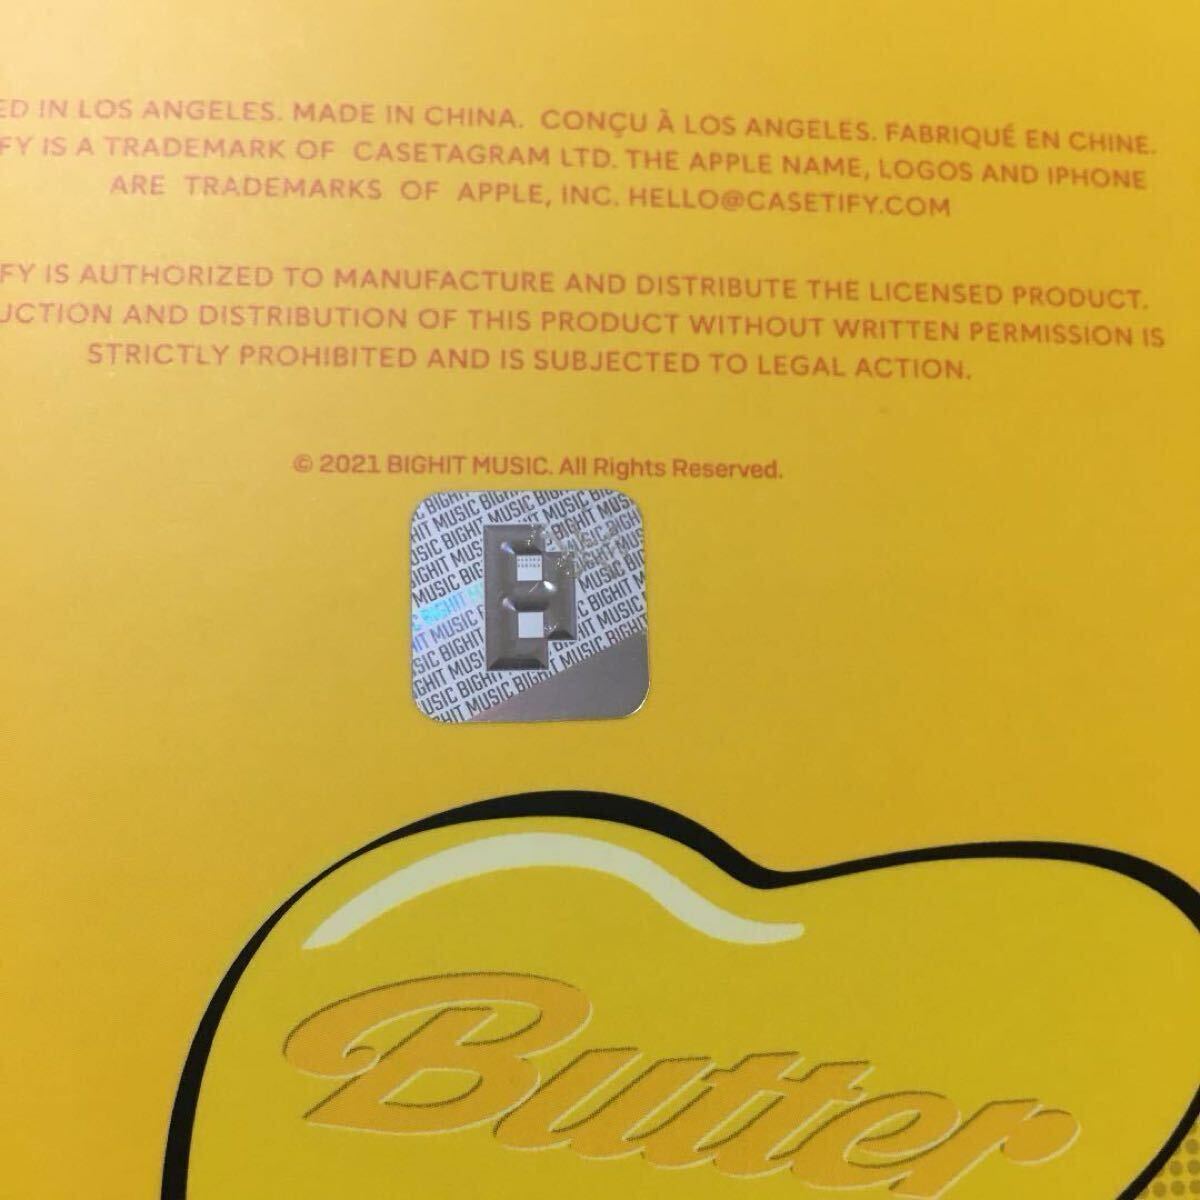 ED IN LOS ANGELES. MADE IN CHINA. CONÇU À LOS ANGELES. FABRIQUÉ EN CHINE.
FY IS A TRADEMARK OF CASETAGRAM LTD. THE APPLE NAME, LOGOS AND IPHONE
ARE TRADEMARKS OF APPLE, INC. HELLO@CASETIFY.COM
FY IS AUTHORIZED TO MANUFACTURE AND DISTRIBUTE THE LICENSED PRODUCT.
UCTION AND DISTRIBUTION OF THIS PRODUCT WITHOUT WRITTEN PERMISSION IS
STRICTLY PROHIBITED AND IS SUBJECTED TO LEGAL ACTION.
© 2021 BIGHIT MUSIC. All Rights Reserved.
BIGHIT MUSIC
Butter